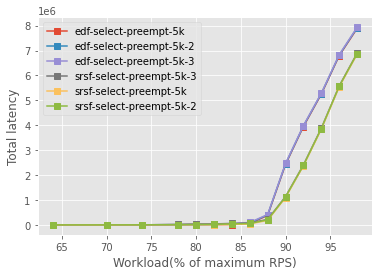 1e6
edf-select-preempt-5k
edf-select-preempt-5k-2
edf-select-preempt-5k-3
srsf-select-preempt-5k-3
srsf-select-preempt-5k
srsf-select-preempt-5k-2
Total latency
8
7
6
5
4
3
2
1
0
65 70 75 80 85 90 95
Workload(% of maximum RPS)